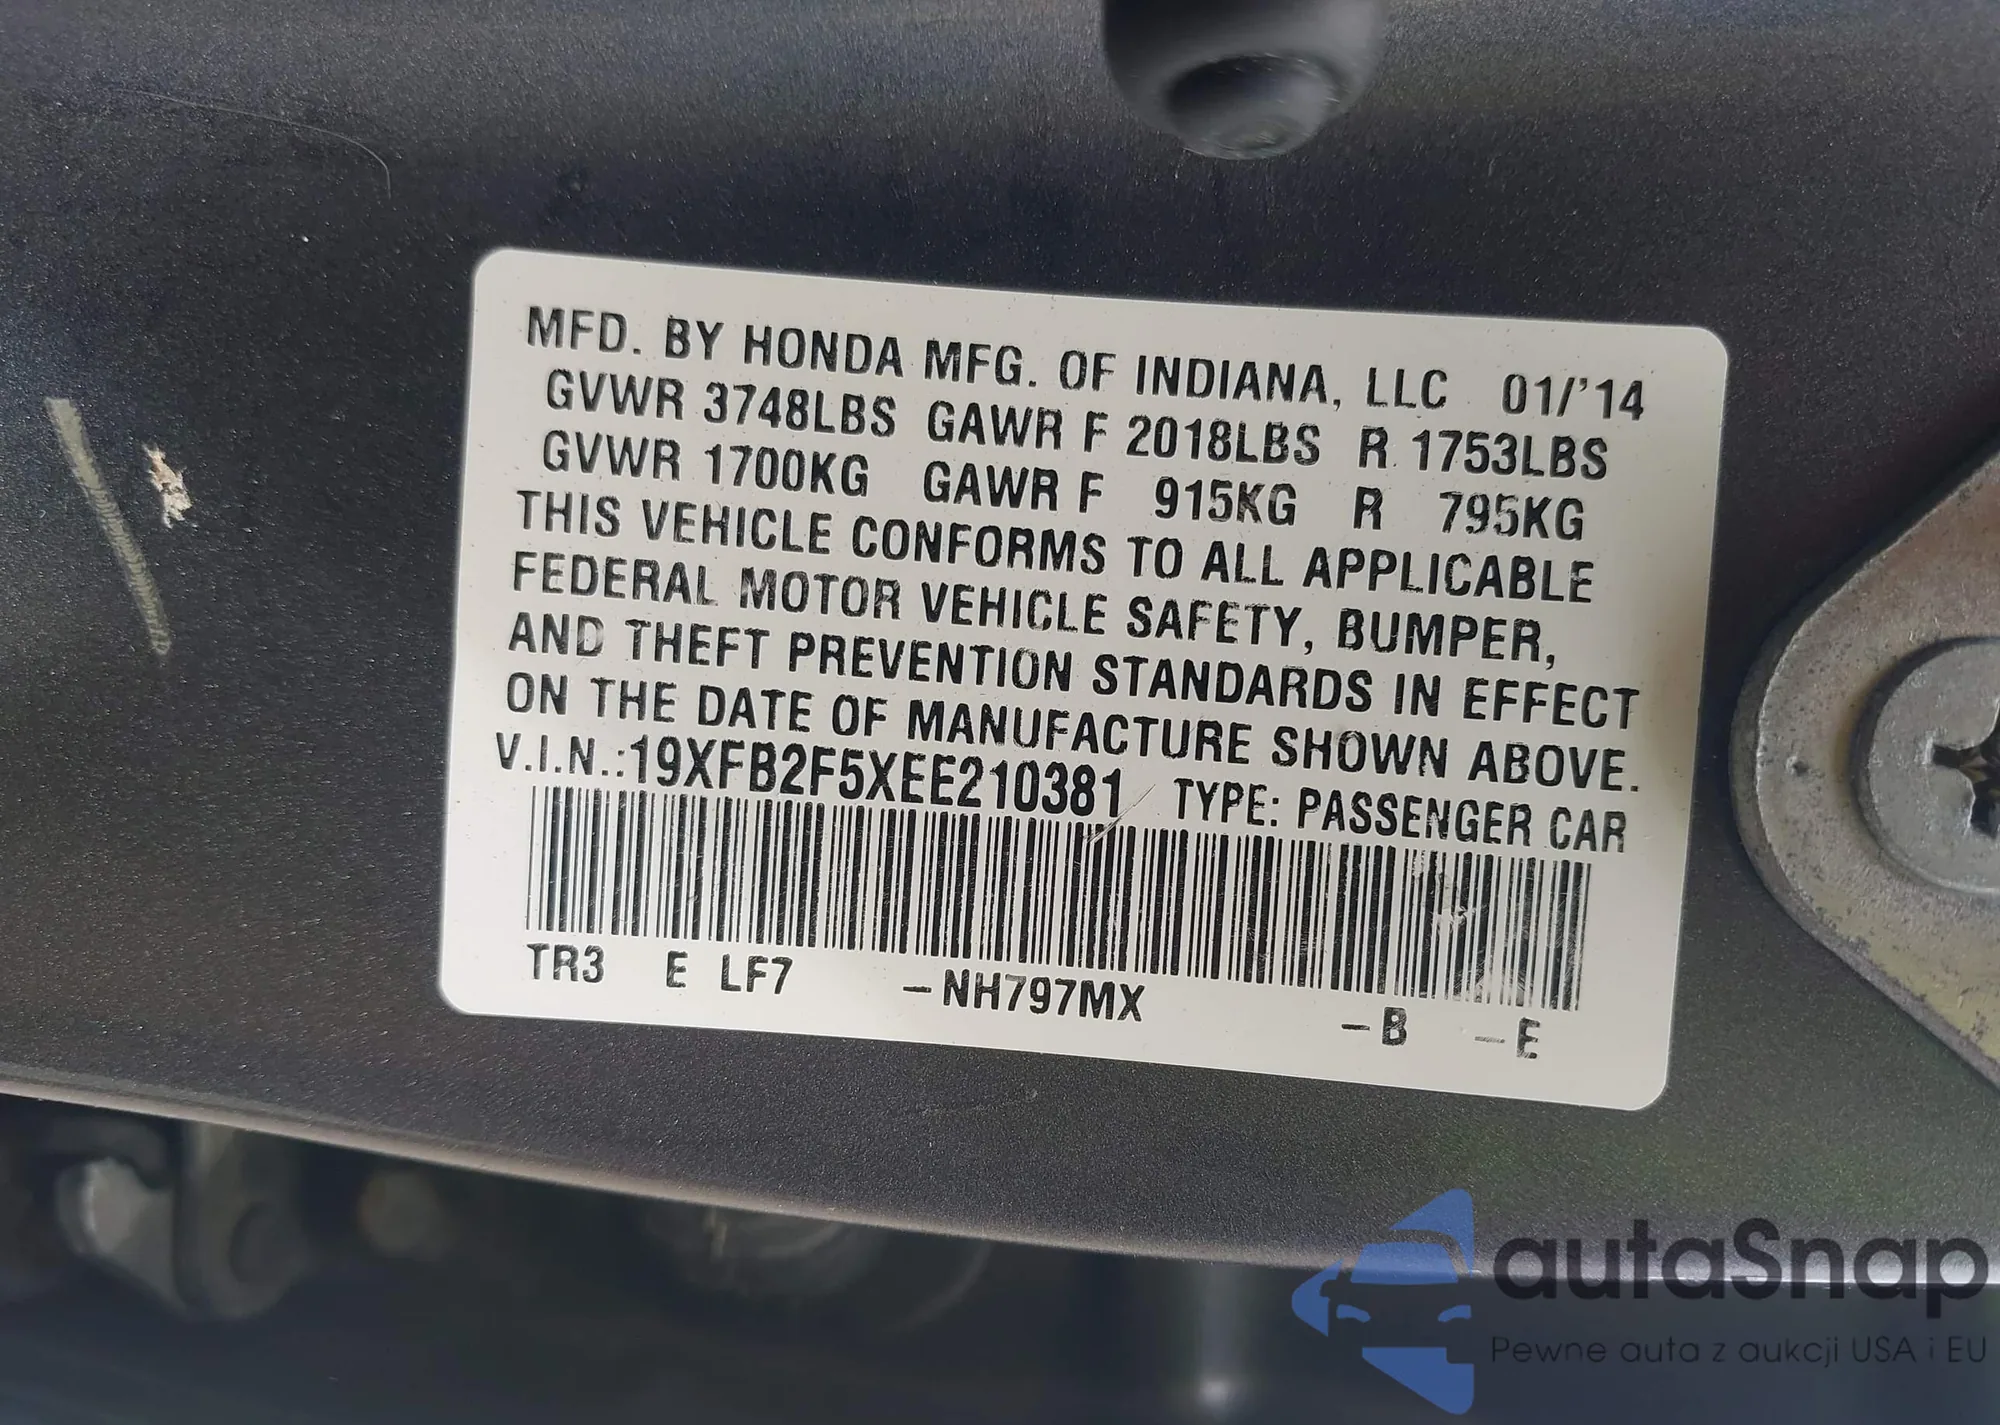 MFD. BY HONDA MFG. OF INDIANA, LLC 01/'14
GVWR 3748LBS GAWR F 2018LBS R 1753LBS
GVWR 1700KG GAWR F 915KG R 795KG
THIS VEHICLE CONFORMS TO ALL APPLICABLE
FEDERAL MOTOR VEHICLE SAFETY, BUMPER,
AND THEFT PREVENTION STANDARDS IN EFFECT
ON THE DATE OF MANUFACTURE SHOWN ABOVE.
V.I.N.:19XFB2F5XEE210381 TYPE: PASSENGER CAR
TR3 E LF7 -NH797MX -B -E
autaSnap
Pewne auta z aukcji USA i EU